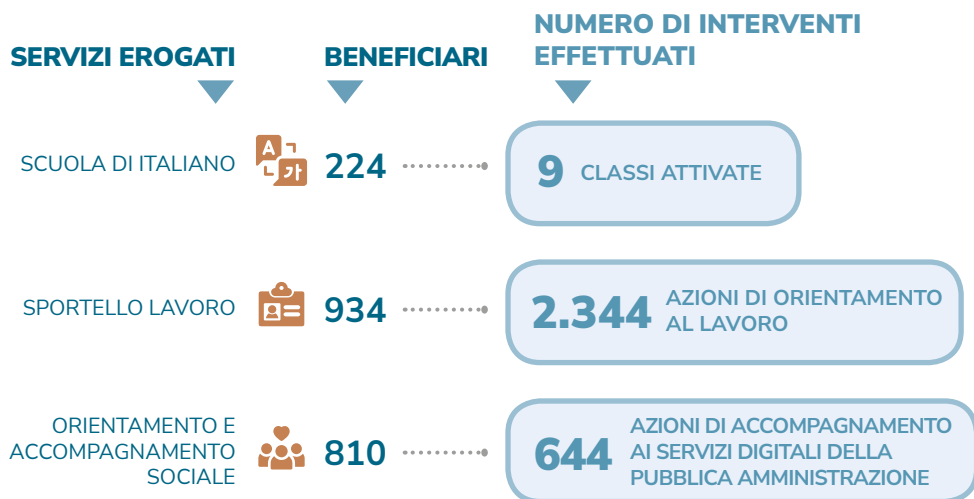 SERVIZI EROGATI
BENEFICIARI
NUMERO DI INTERVENTI
EFFETTUATI
SCUOLA DI ITALIANO
A
가
224
9 CLASSI ATTIVATE
SPORTELLO LAVORO
934
2.344 AZIONI DI ORIENTAMENTO
AL LAVORO
ORIENTAMENTO E
ACCOMPAGNAMENTO
SOCIALE
810
644 AZIONI DI ACCOMPAGNAMENTO
AI SERVIZI DIGITALI DELLA
PUBBLICA AMMINISTRAZIONE